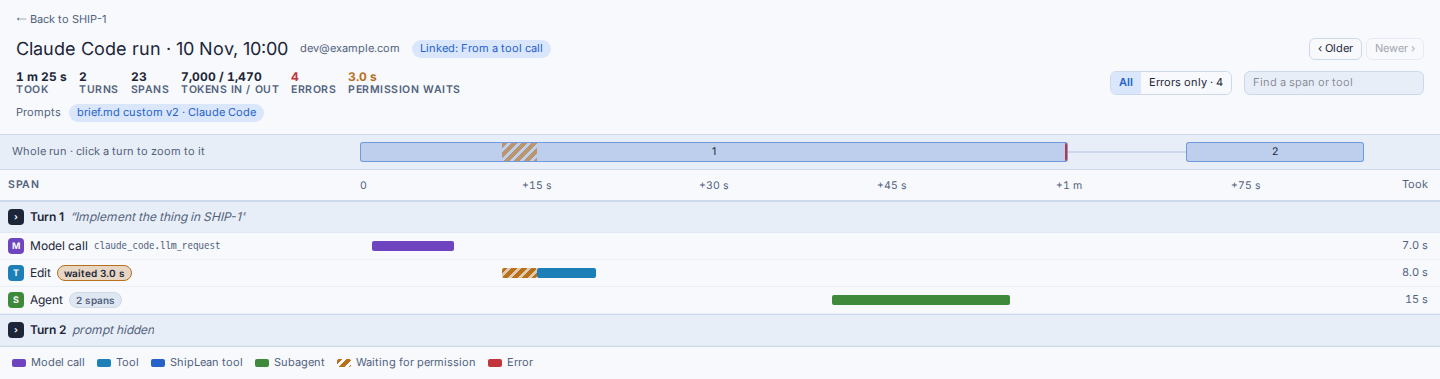 ← Back to SHIP-1
Claude Code run · 10 Nov, 10:00 dev@example.com Linked: From a tool call ‹ Older Newer ›
1 m 25 s 2 23 7,000 / 1,470 4 3.0 s
TOOK TURNS SPANS TOKENS IN / OUT ERRORS PERMISSION WAITS
All Errors only · 4 Find a span or tool
Prompts brief.md custom v2 · Claude Code
Whole run · click a turn to zoom to it 1 2
SPAN 0 +15 s +30 s +45 s +1 m +75 s Took
› Turn 1 "Implement the thing in SHIP-1"
M Model call claude_code.llm_request 7.0 s
T Edit waited 3.0 s 8.0 s
S Agent 2 spans 15 s
› Turn 2 prompt hidden
Model call Tool ShipLean tool Subagent Waiting for permission Error